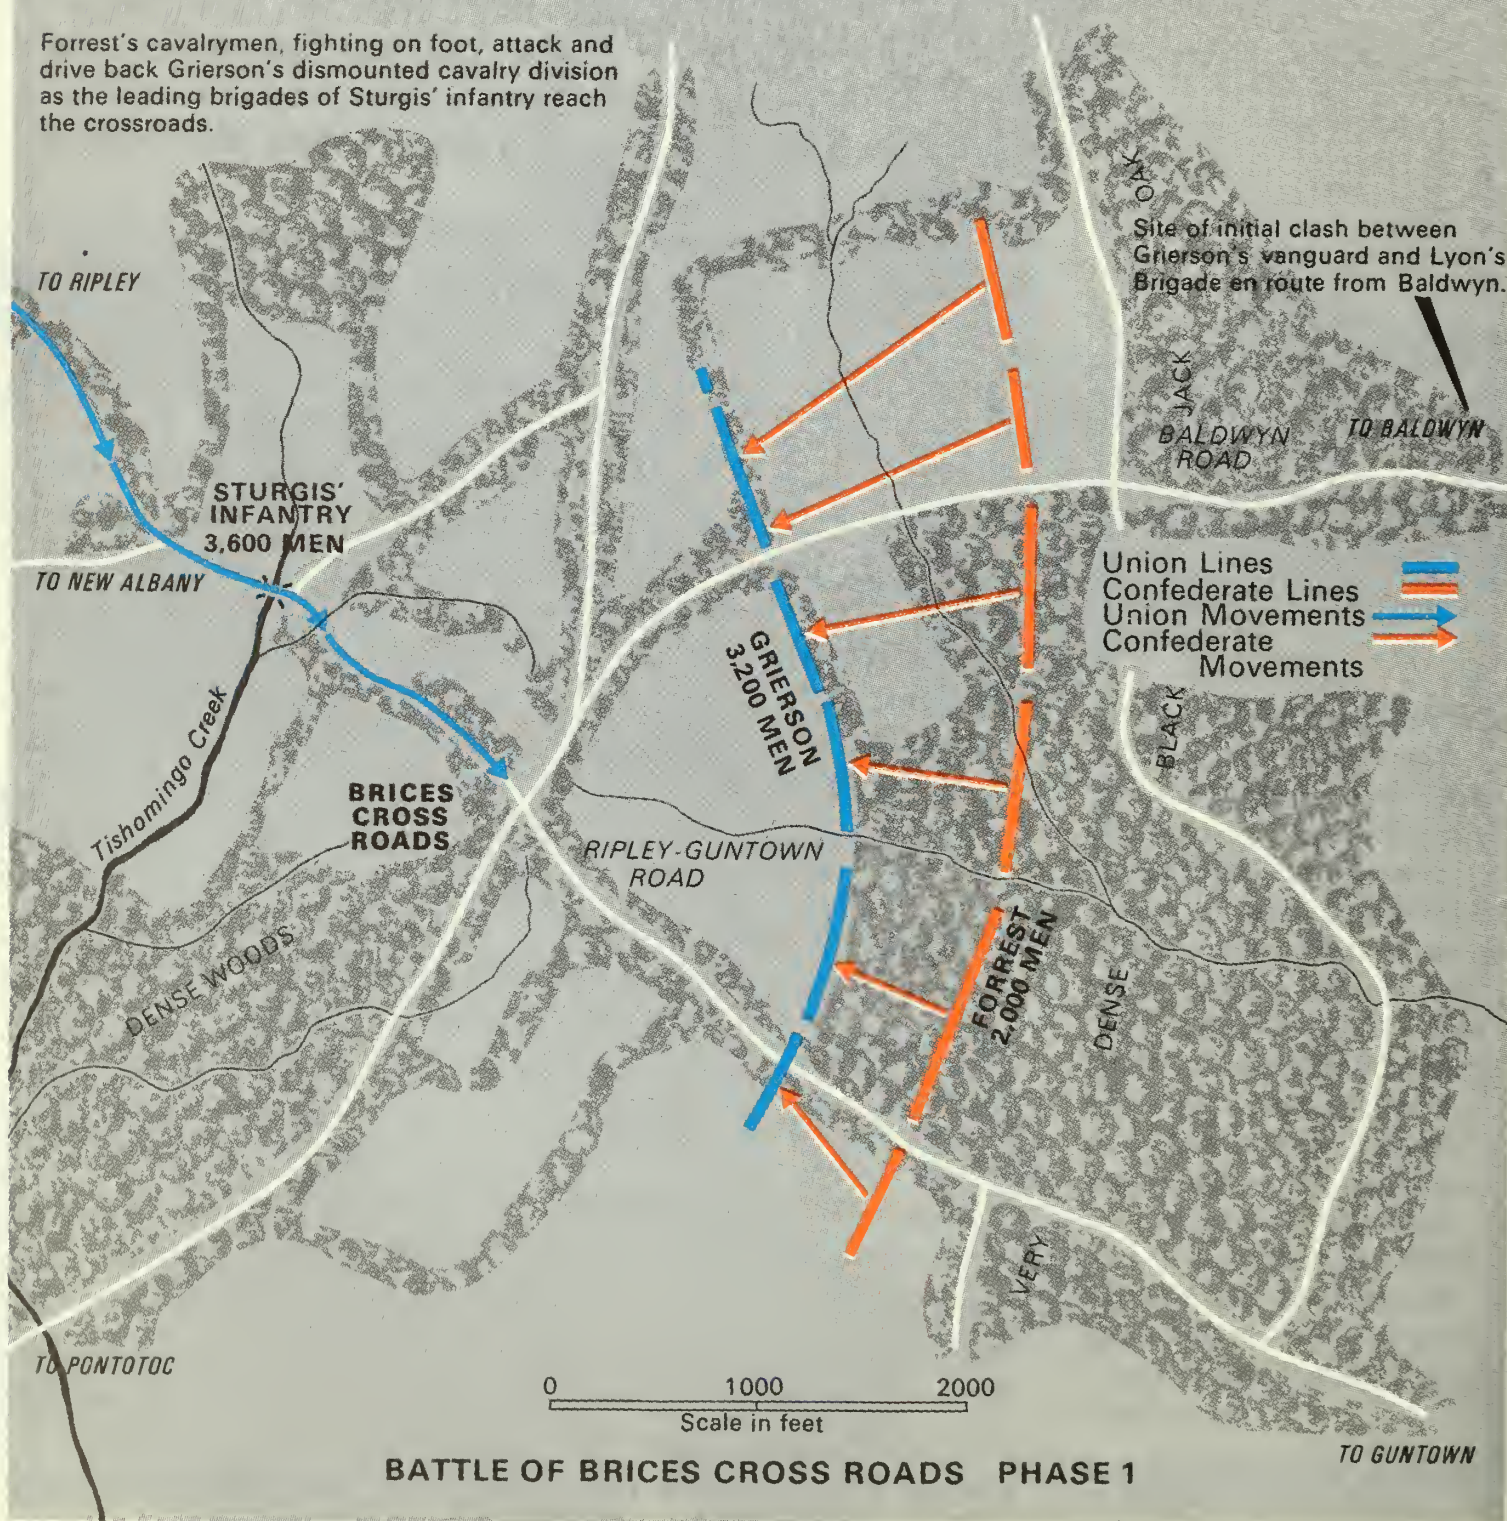 Forrest's cavalrymen, fighting on foot, attack and
drive back Grierson's dismounted cavalry division
as the leading brigades of Sturgis' infantry reach
the crossroads.
OAK
Site of initial clash between
Grierson's vanguard and Lyon's
Brigade en route from Baldwyn.
TO RIPLEY
JACK
BALDWYN
ROAD
TO BALDWYN
STURGIS'
INFANTRY
3,600 MEN
TO NEW ALBANY
Union Lines
Confederate Lines
Union Movements
Confederate
Movements
GRIERSON
3,200 MEN
BLACK
Tishomingo Creek
BRICES
CROSS
ROADS
RIPLEY-GUNTOWN
ROAD
DENSE WOODS
FORREST
2,000 MEN
DENSE
VERY
TO PONTOTOC
0 1000 2000
Scale in feet
TO GUNTOWN
BATTLE OF BRICES CROSS ROADS PHASE 1